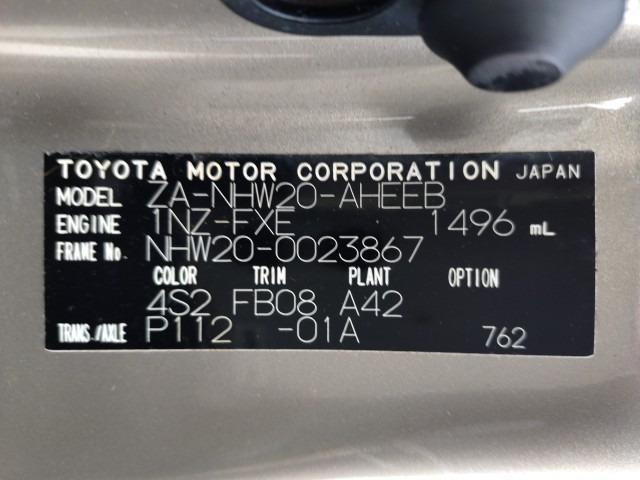 TOYOTA MOTOR CORPORATION JAPAN
MODEL ZA-NHW20-AHEEB
ENGINE 1NZ-FXE 1496 mL
FRAME No. NHW20-0023867
COLOR TRIM PLANT OPTION
4S2 FB08 A42
TRANS./AXLE P112 -01A 762